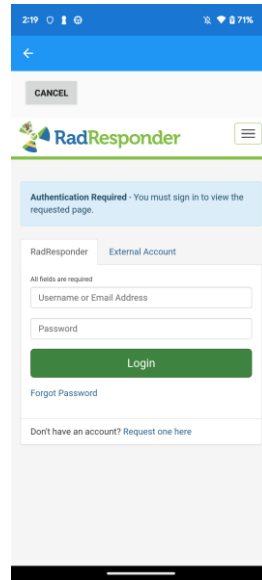 2:19
71%
CANCEL
RadResponder
Authentication Required - You must sign in to view the
requested page.
RadResponder
External Account
All fields are required
Username or Email Address
Password
Login
Forgot Password
Don't have an account? Request one here